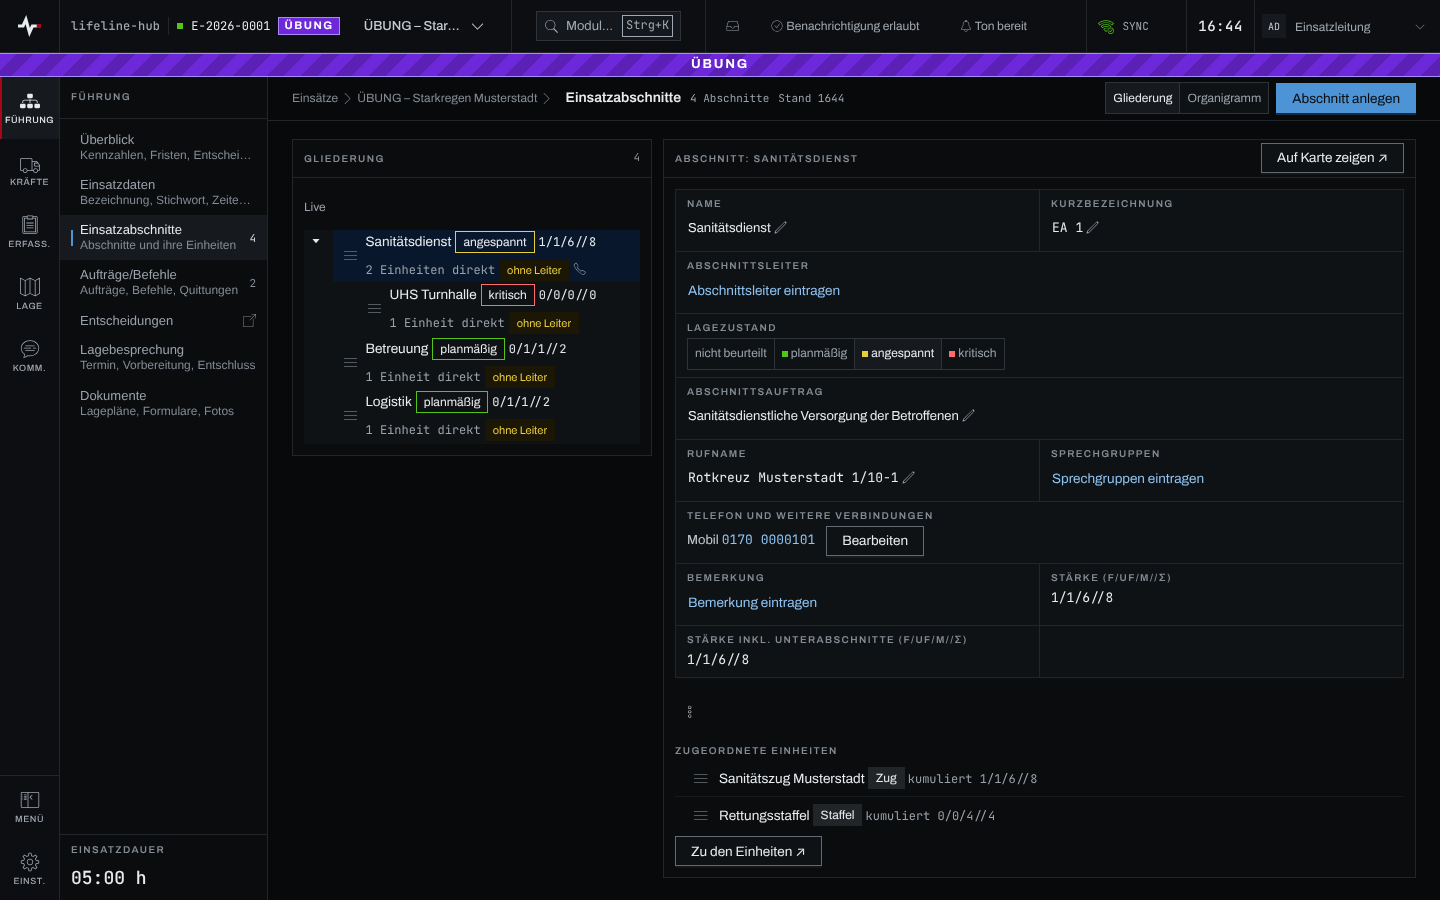 lifeline-hub E-2026-0001 ÜBUNG ÜBUNG – Star... Modul... Strg+K Benachrichtigung erlaubt Ton bereit SYNC 16:44 AD Einsatzleitung
ÜBUNG
FÜHRUNG
KRÄFTE
ERFASS.
LAGE
KOMM.
MENÜ
EINST.
FÜHRUNG
Überblick
Kennzahlen, Fristen, Entschei...
Einsatzdaten
Bezeichnung, Stichwort, Zeite...
Einsatzabschnitte
Abschnitte und ihre Einheiten 4
Aufträge/Befehle
Aufträge, Befehle, Quittungen 2
Entscheidungen
Lagebesprechung
Termin, Vorbereitung, Entschluss
Dokumente
Lagepläne, Formulare, Fotos
EINSATZDAUER
05:00 h
Einsätze ÜBUNG – Starkregen Musterstadt Einsatzabschnitte 4 Abschnitte Stand 1644 Gliederung Organigramm Abschnitt anlegen
GLIEDERUNG 4
Live
Sanitätsdienst angespannt 1/1/6//8
2 Einheiten direkt ohne Leiter
UHS Turnhalle kritisch 0/0/0//0
1 Einheit direkt ohne Leiter
Betreuung planmäßig 0/1/1//2
1 Einheit direkt ohne Leiter
Logistik planmäßig 0/1/1//2
1 Einheit direkt ohne Leiter
ABSCHNITT: SANITÄTSDIENST Auf Karte zeigen ↗
NAME KURZBEZEICHNUNG
Sanitätsdienst EA 1
ABSCHNITTSLEITER
Abschnittsleiter eintragen
LAGEZUSTAND
nicht beurteilt planmäßig angespannt kritisch
ABSCHNITTSAUFTRAG
Sanitätsdienstliche Versorgung der Betroffenen
RUFNAME SPRECHGRUPPEN
Rotkreuz Musterstadt 1/10-1 Sprechgruppen eintragen
TELEFON UND WEITERE VERBINDUNGEN
Mobil 0170 0000101 Bearbeiten
BEMERKUNG STÄRKE (F/UF/M//Σ)
Bemerkung eintragen 1/1/6//8
STÄRKE INKL. UNTERABSCHNITTE (F/UF/M//Σ)
1/1/6//8
ZUGEORDNETE EINHEITEN
Sanitätszug Musterstadt Zug kumuliert 1/1/6//8
Rettungsstaffel Staffel kumuliert 0/0/4//4
Zu den Einheiten ↗